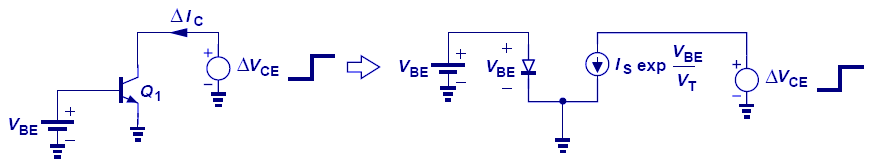 ΔI_C
+
ΔV_CE
−
Q_1
V_BE
+
−
V_BE
+
−
+
V_BE
−
I_S exp V_BE / V_T
+
ΔV_CE
−